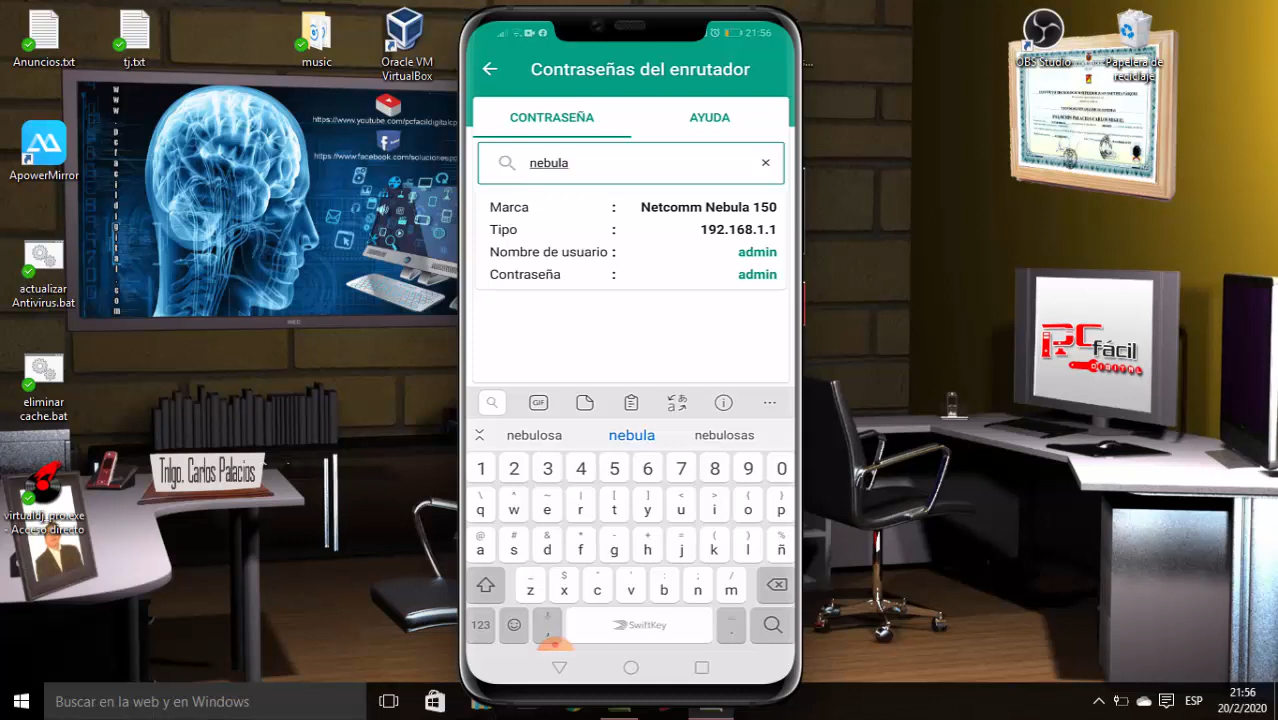 Anuncios.txt
tj.txt
music
Oracle VM
VirtualBox
ApowerMirror
actualizar
Antivirus.bat
eliminar
cache.bat
virtualdj_pro.exe
- Acceso directo
https://www.youtube.com/pcfacildigitalcp
https://www.facebook.com/solucionespc
Tnlgo. Carlos Palacios
21:56
Contraseñas del enrutador
CONTRASEÑA
AYUDA
nebula
Marca : Netcomm Nebula 150
Tipo : 192.168.1.1
Nombre de usuario : admin
Contraseña : admin
GIF
nebulosa nebula nebulosas
1 2 3 4 5 6 7 8 9 0
\ ^ ~ | [ ] < > { }
q w e r t y u i o p
@ # & * - + = ( ) %
a s d f g h j k l ñ
_ $ " ' : ; /
z x c v b n m
123 , SwiftKey .
OBS Studio
Papelera de
reciclaje
PC fácil
DIGITAL
Buscar en la web y en Windows
ESP
21:56
20/2/2020